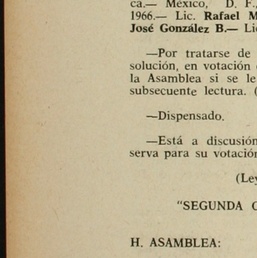 ca.— México, D. F.,
1966.— Lic. Rafael M
José González B.— Li
—Por tratarse de
solución, en votación
la Asamblea si se le
subsecuente lectura. (
—Dispensado.
—Está a discusión
serva para su votación
(Ley
"SEGUNDA C
H. ASAMBLEA: